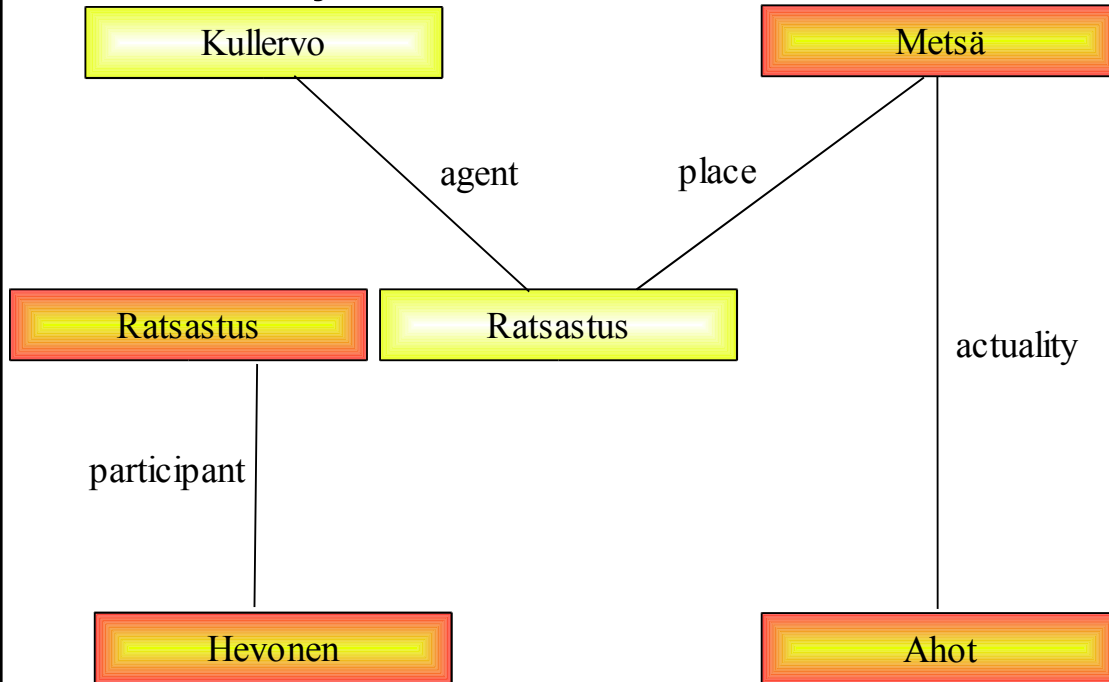 Kullervo
Metsä
agent
place
Ratsastus
Ratsastus
actuality
participant
Hevonen
Ahot